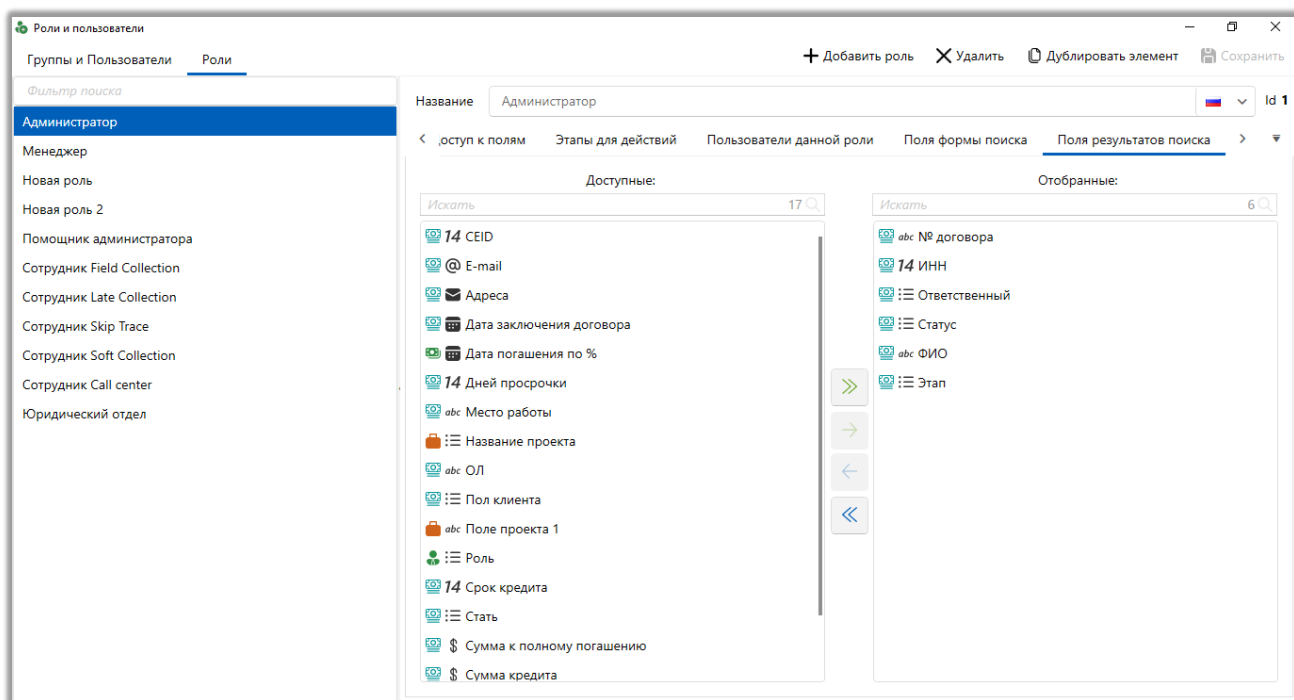 Роли и пользователи
Группы и Пользователи Роли Добавить роль Удалить Дублировать элемент Сохранить
Фильтр поиска
Администратор
Менеджер
Новая роль
Новая роль 2
Помощник администратора
Сотрудник Field Collection
Сотрудник Late Collection
Сотрудник Skip Trace
Сотрудник Soft Collection
Сотрудник Call center
Юридический отдел
Название Администратор Id 1
оступ к полям Этапы для действий Пользователи данной роли Поля формы поиска Поля результатов поиска
Доступные:
Искать 17
14 CEID
@ E-mail
Адреса
Дата заключения договора
Дата погашения по %
14 Дней просрочки
abc Место работы
Название проекта
abc ОЛ
Пол клиента
abc Поле проекта 1
Роль
14 Срок кредита
Стать
$ Сумма к полному погашению
$ Сумма кредита
Отобранные:
Искать 6
abc № договора
14 ИНН
Ответственный
Статус
abc ФИО
Этап